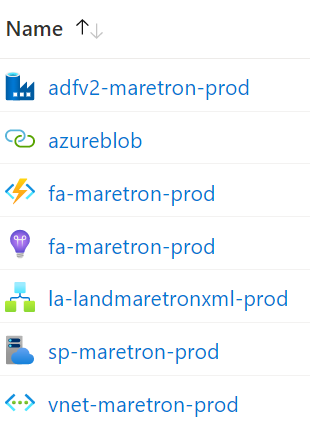 Name
adfv2-maretron-prod
azureblob
fa-maretron-prod
fa-maretron-prod
la-landmaretronxml-prod
sp-maretron-prod
vnet-maretron-prod